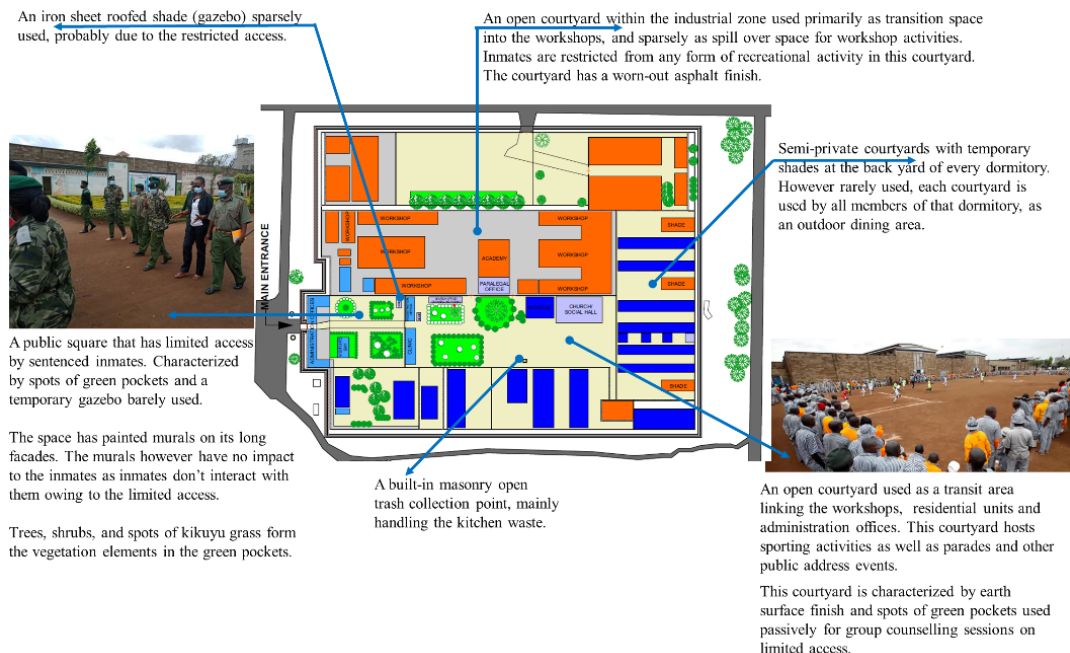 An iron sheet roofed shade (gazebo) sparsely
used, probably due to the restricted access.
An open courtyard within the industrial zone used primarily as transition space
into the workshops, and sparsely as spill over space for workshop activities.
Inmates are restricted from any form of recreational activity in this courtyard.
The courtyard has a worn-out asphalt finish.
Semi-private courtyards with temporary
shades at the back yard of every dormitory.
However rarely used, each courtyard is
used by all members of that dormitory, as
an outdoor dining area.
WORKSHOP
WORKSHOP
WORKSHOP
WORKSHOP
WORKSHOP
WORKSHOP
WORKSHOP
ACADEMY
PARALEGAL
OFFICE
CHURCH/
SOCIAL HALL
SHADE
SHADE
SHADE
MAIN ENTRANCE
CLINIC
A public square that has limited access
by sentenced inmates. Characterized
by spots of green pockets and a
temporary gazebo barely used.
The space has painted murals on its long
facades. The murals however have no impact
to the inmates as inmates don't interact with
them owing to the limited access.
Trees, shrubs, and spots of kikuyu grass form
the vegetation elements in the green pockets.
A built-in masonry open
trash collection point, mainly
handling the kitchen waste.
An open courtyard used as a transit area
linking the workshops, residential units and
administration offices. This courtyard hosts
sporting activities as well as parades and other
public address events.
This courtyard is characterized by earth
surface finish and spots of green pockets used
passively for group counselling sessions on
limited access.